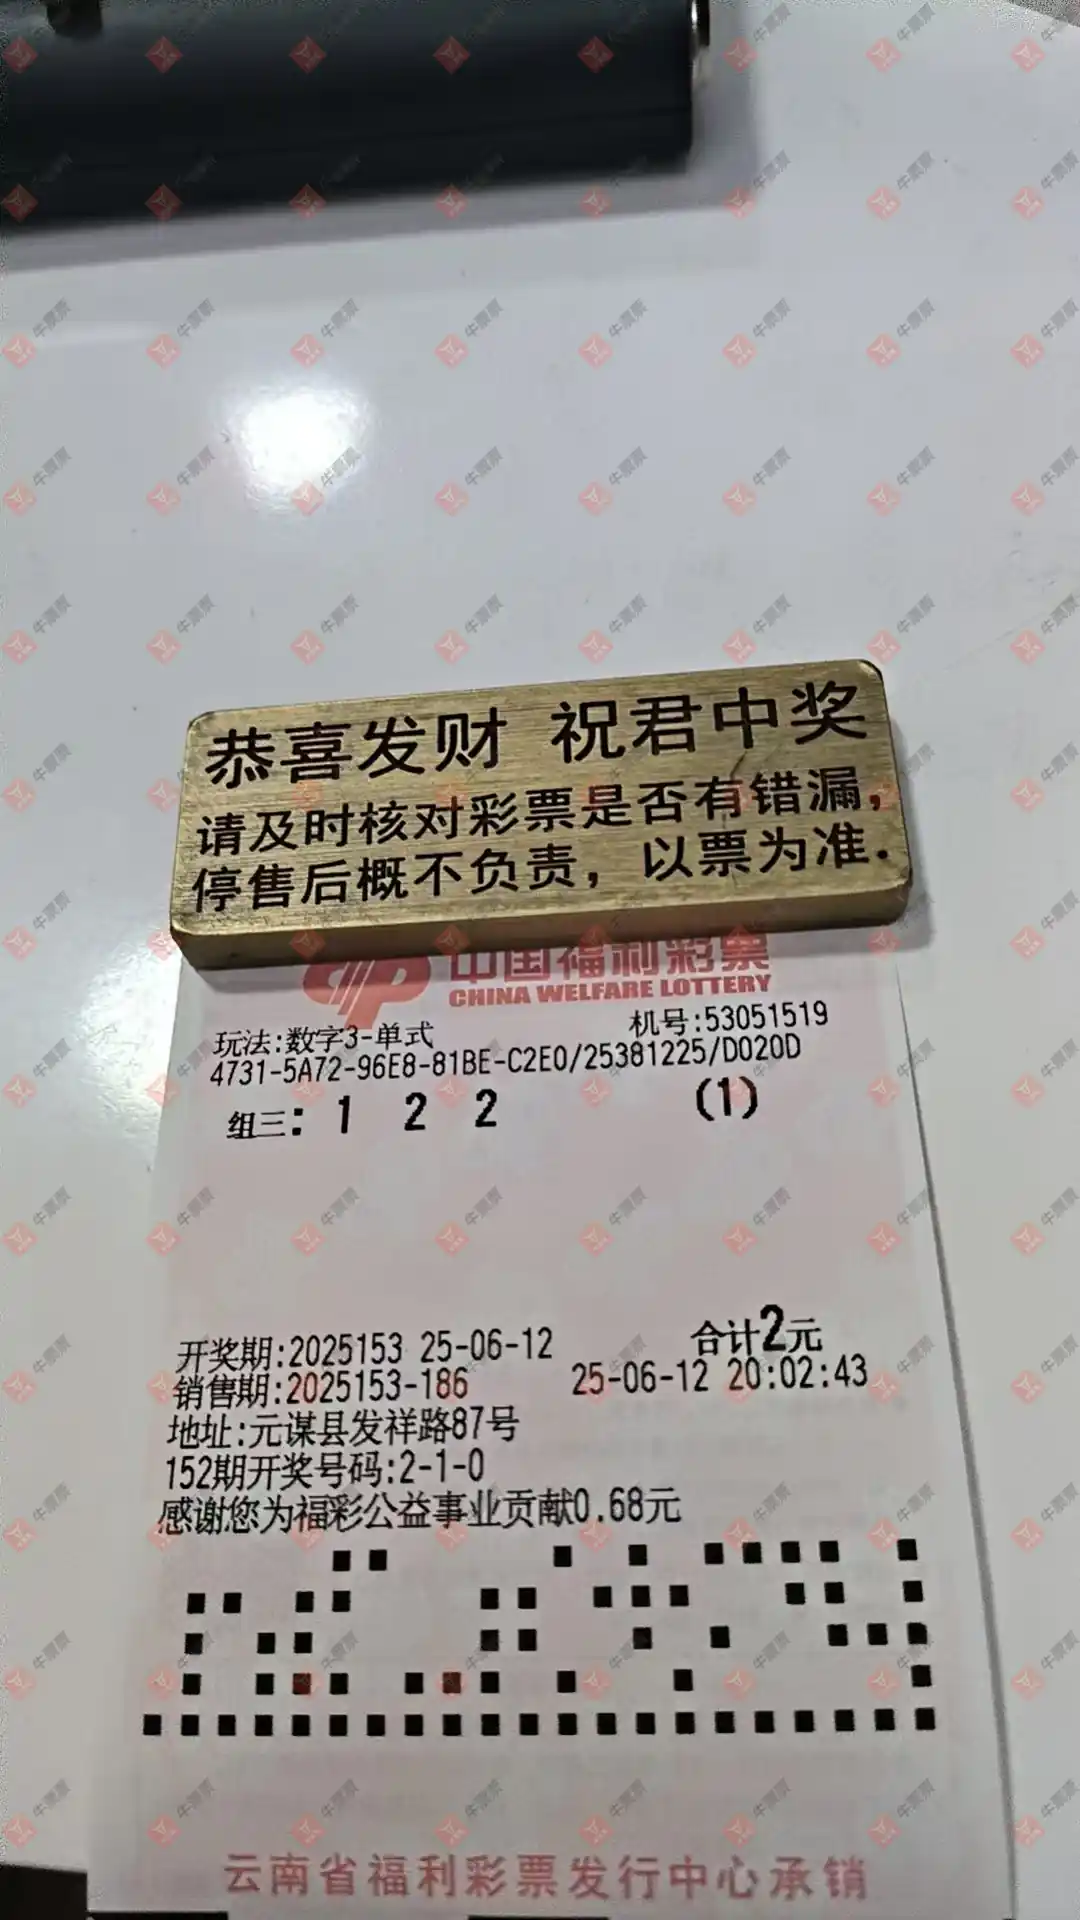 恭喜发财 祝君中奖
请及时核对彩票是否有错漏,
停售后概不负责，以票为准.
中国福利彩票
CHINA WELFARE LOTTERY
玩法:数字3-单式 机号:53051519
4731-5A72-96E8-81BE-C2E0/25381225/D020D
组三: 1 2 2 (1)
合计2元
开奖期:2025153 25-06-12
销售期:2025153-186 25-06-12 20:02:43
地址:元谋县发祥路87号
152期开奖号码:2-1-0
感谢您为福彩公益事业贡献0.68元
云南省福利彩票发行中心承销
牛票票